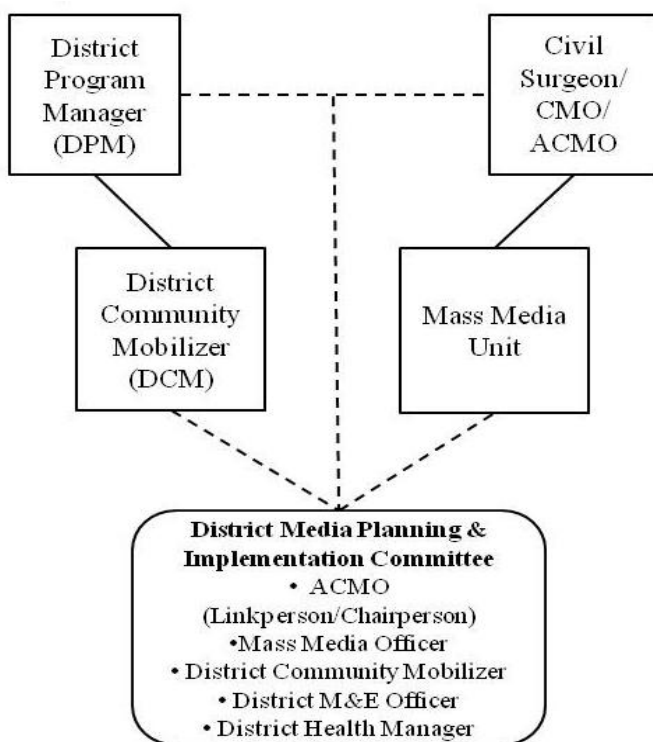 District
Program
Manager
(DPM)
Civil
Surgeon/
CMO/
ACMO
District
Community
Mobilizer
(DCM)
Mass Media
Unit
District Media Planning &
Implementation Committee
• ACMO
(Linkperson/Chairperson)
•Mass Media Officer
• District Community Mobilizer
• District M&E Officer
• District Health Manager